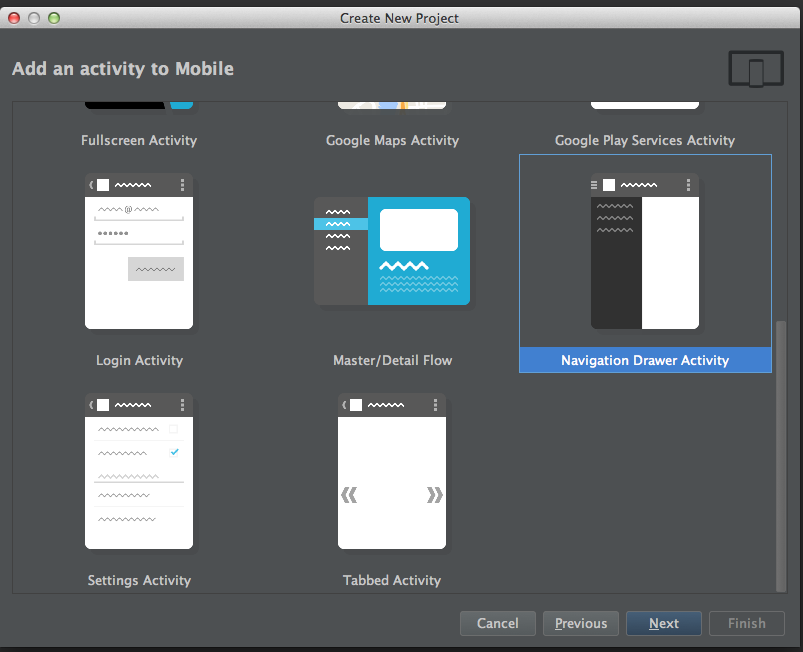 Create New Project
Add an activity to Mobile
Fullscreen Activity
Google Maps Activity
Google Play Services Activity
@
Login Activity
Master/Detail Flow
Navigation Drawer Activity
Settings Activity
Tabbed Activity
Cancel
Previous
Next
Finish